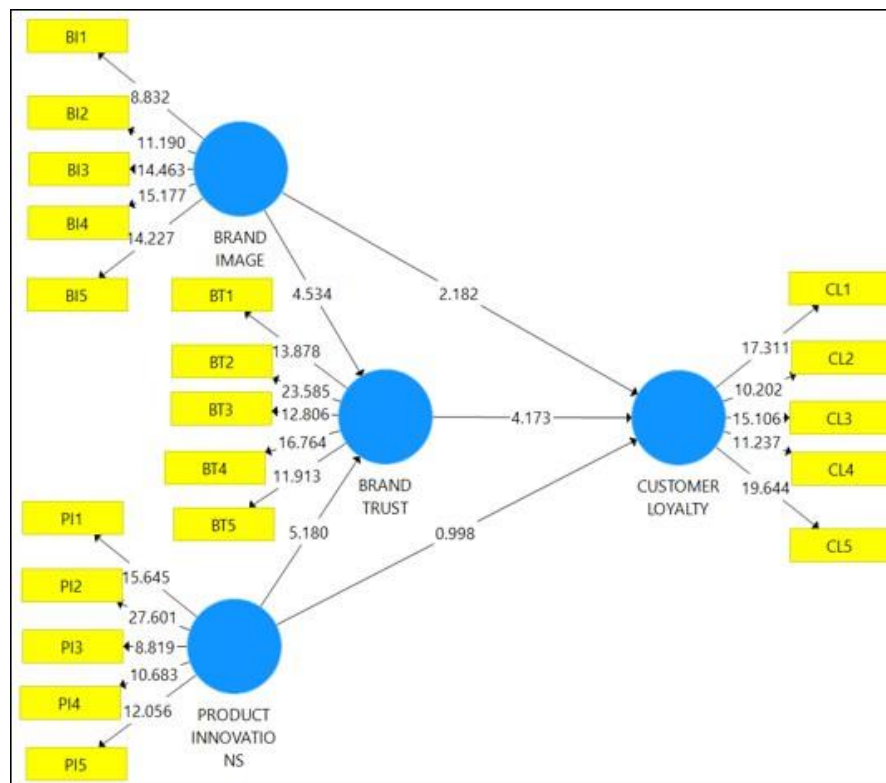 BI1
8.832
BI2
11.190
BI3
14.463
15.177
BI4
14.227
BI5
BRAND
IMAGE
4.534
2.182
BT1
13.878
BT2
23.585
BT3
12.806
16.764
BT4
11.913
BT5
BRAND
TRUST
4.173
CL1
17.311
CL2
10.202
15.106
CL3
11.237
CL4
19.644
CL5
CUSTOMER
LOYALTY
5.180
0.998
PI1
15.645
PI2
27.601
PI3
8.819
10.683
PI4
12.056
PI5
PRODUCT
INNOVATIO
NS